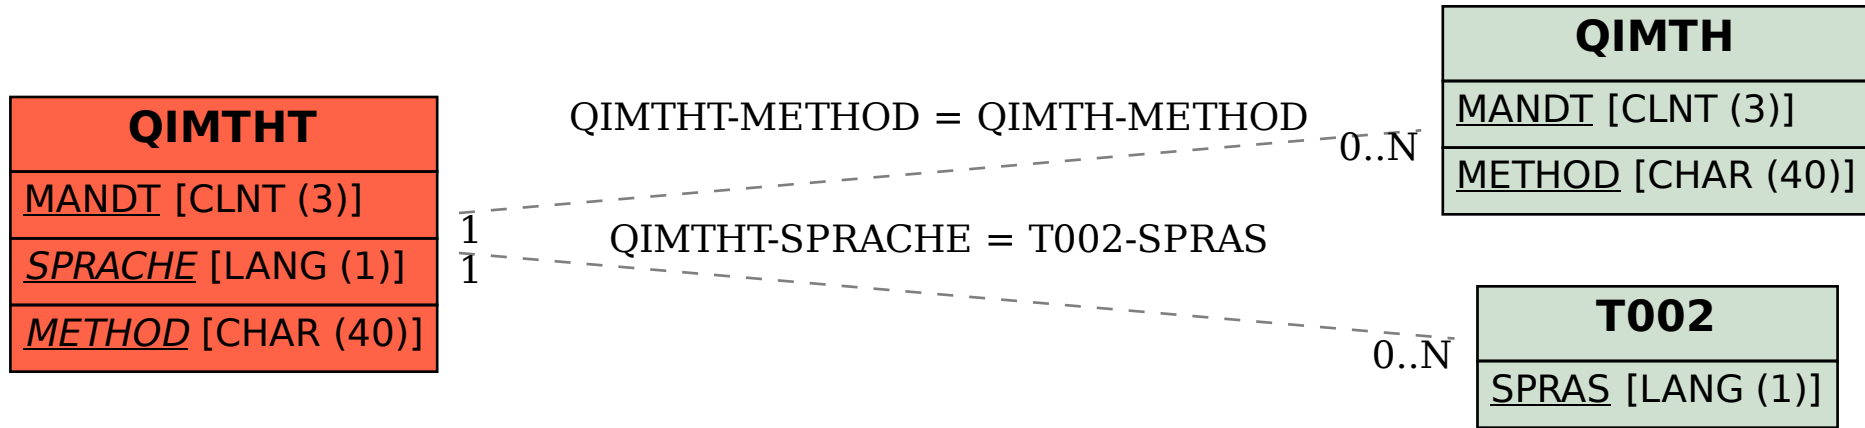 QIMTHT
MANDT [CLNT (3)]
SPRACHE [LANG (1)]
METHOD [CHAR (40)]
QIMTHT-METHOD = QIMTH-METHOD
0..N
1
QIMTHT-SPRACHE = T002-SPRAS
1
0..N
QIMTH
MANDT [CLNT (3)]
METHOD [CHAR (40)]
T002
SPRAS [LANG (1)]